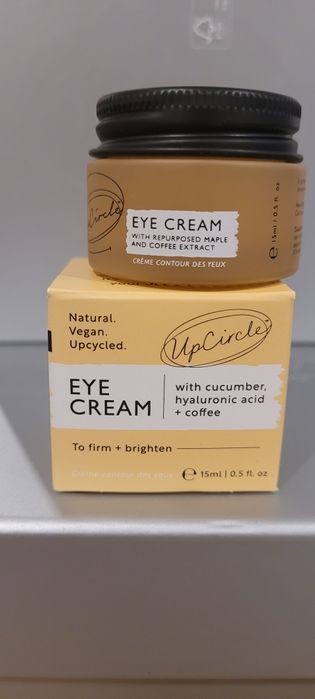 UpCircle
EYE CREAM
WITH REPURPOSED MAPLE
AND COFFEE EXTRACT
CRÈME CONTOUR DES YEUX
℮ 15ml / 0.5 fl. oz
Natural.
Vegan.
Upcycled.
UpCircle
EYE
CREAM
with cucumber,
hyaluronic acid
+ coffee
To firm + brighten
Crème contour des yeux
℮ 15ml | 0.5 fl. oz